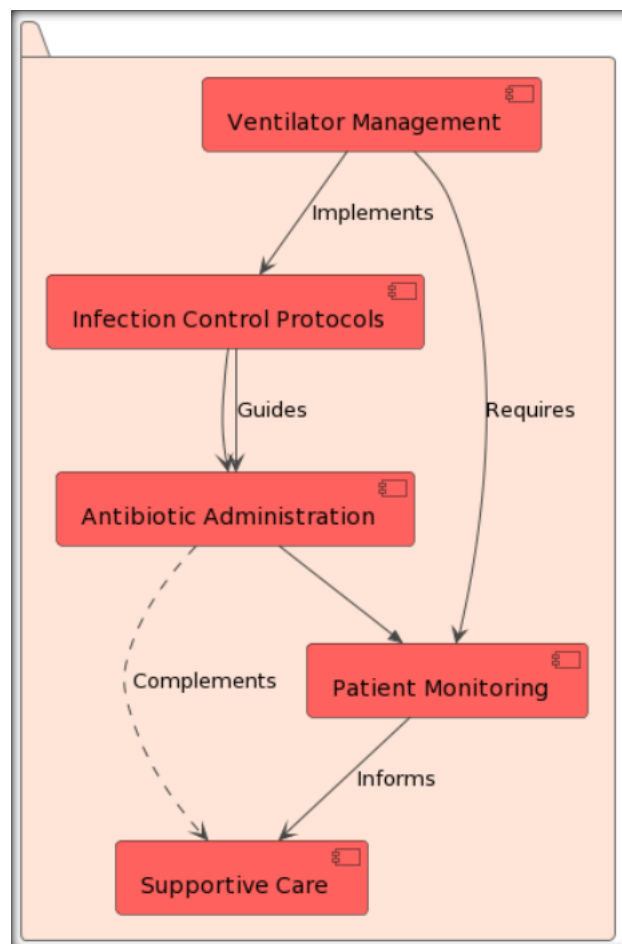 Ventilator Management
Implements
Infection Control Protocols
Guides
Requires
Antibiotic Administration
Complements
Patient Monitoring
Informs
Supportive Care